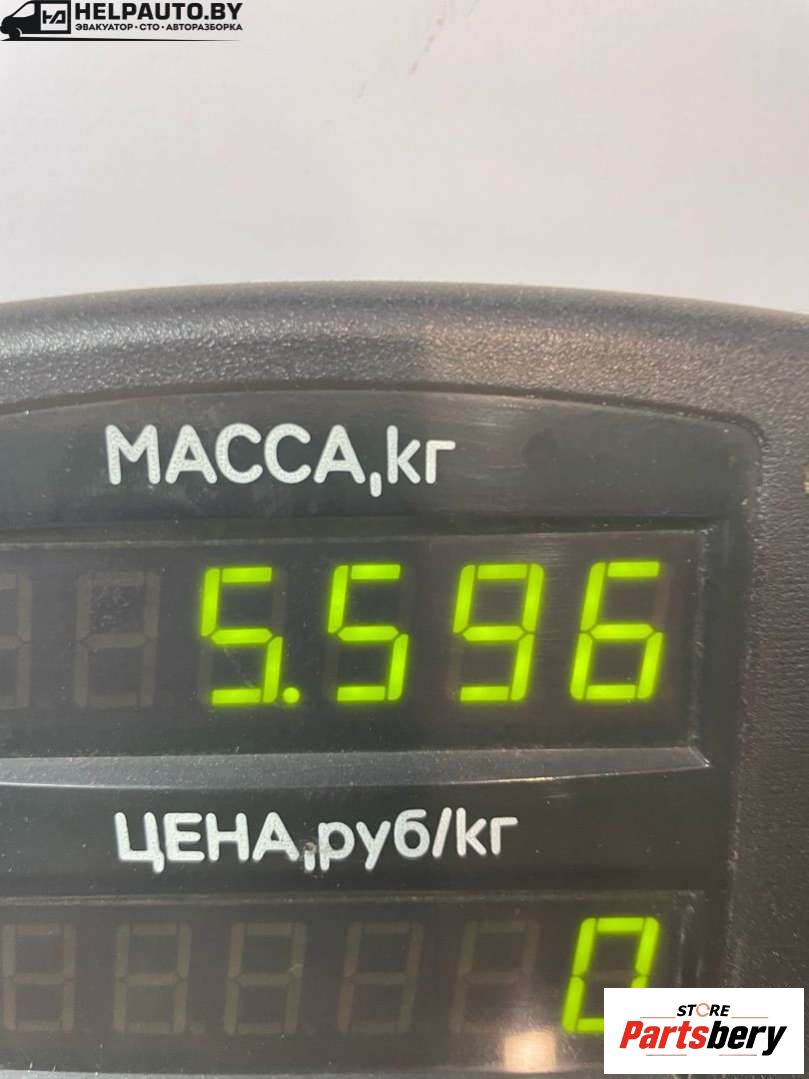 HELPAUTO.BY
ЭВАКУАТОР•СТО•АВТОРАЗБОРКА
МАССА,кг
5.596
ЦЕНА,руб/кг
0
STORE
Partsbery